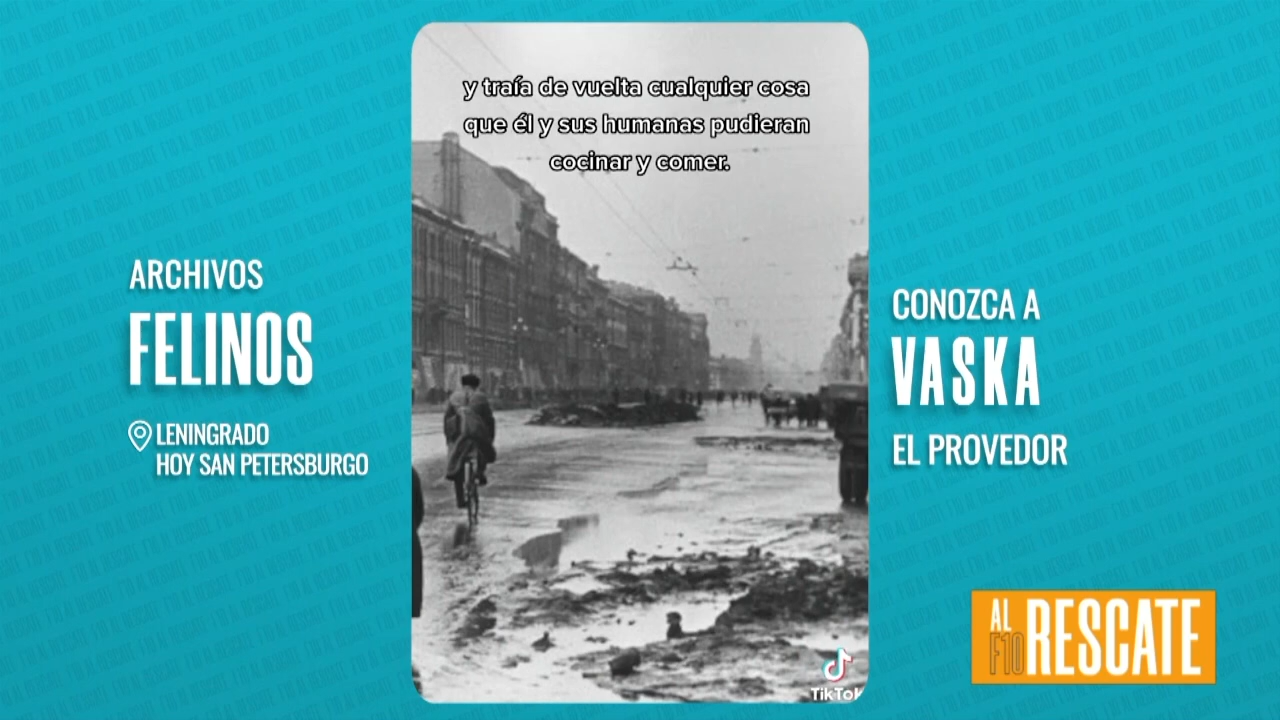 y traía de vuelta cualquier cosa
que él y sus humanas pudieran
cocinar y comer.
ARCHIVOS
FELINOS
LENINGRADO
HOY SAN PETERSBURGO
CONOZCA A
VASKA
EL PROVEDOR
AL
F10
RESCATE
TikTok